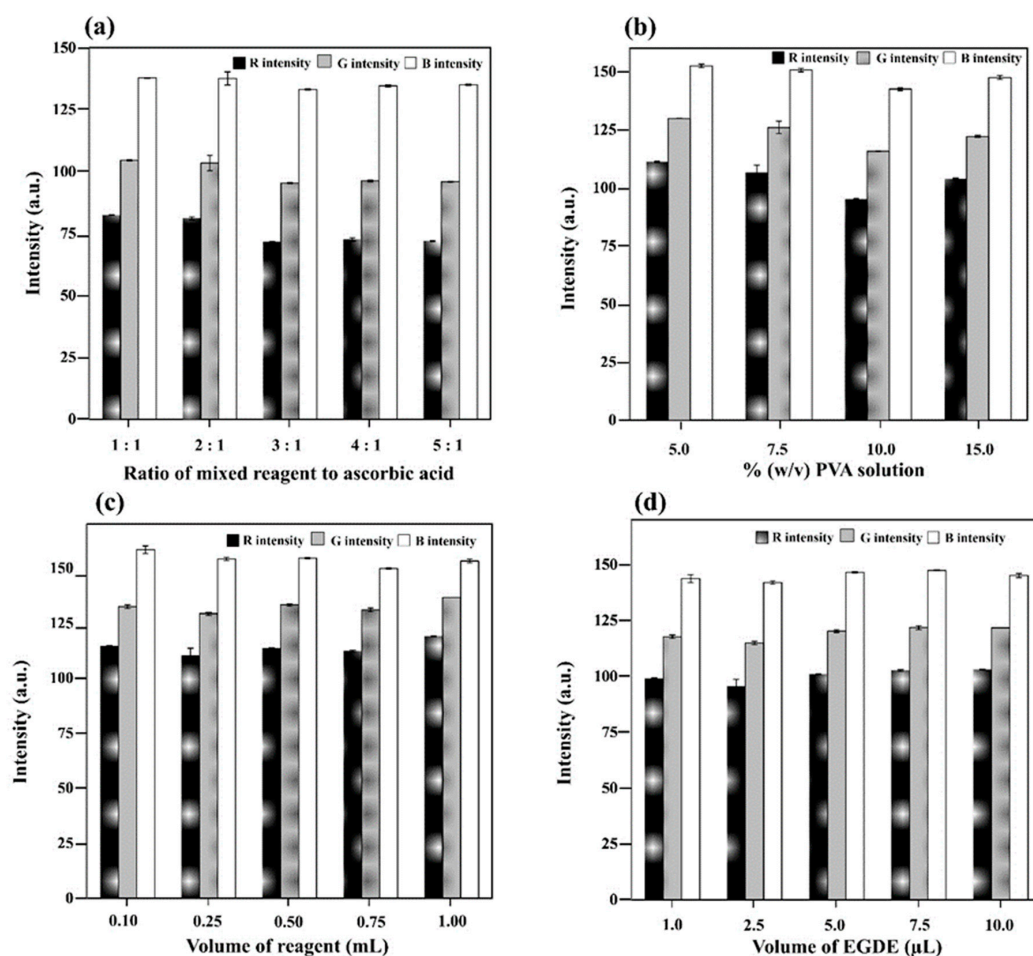 (a)
150
125
100
75
50
25
0
Intensity (a.u.)
R intensity G intensity B intensity
1 : 1 2 : 1 3 : 1 4 : 1 5 : 1
Ratio of mixed reagent to ascorbic acid
(b)
150
125
100
75
50
25
0
Intensity (a.u.)
R intensity G intensity B intensity
5.0 7.5 10.0 15.0
% (w/v) PVA solution
(c)
150
125
100
75
50
25
0
Intensity (a.u.)
R intensity G intensity B intensity
0.10 0.25 0.50 0.75 1.00
Volume of reagent (mL)
(d)
150
125
100
75
50
25
0
Intensity (a.u.)
R intensity G intensity B intensity
1.0 2.5 5.0 7.5 10.0
Volume of EGDE (µL)